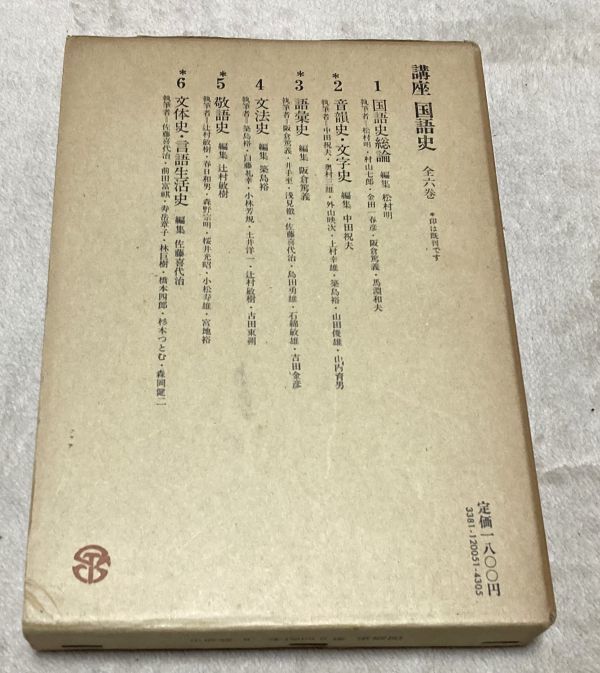 講座 国語史 全六巻 *印は既刊です
1 国語史総論 編集 松村明
執筆者=松村明・村山七郎・金田一春彦・阪倉篤義・馬淵和夫
*2 音韻史・文字史 編集 中田祝夫
執筆者=中田祝夫・奥村三雄・外山映次・上村幸雄・築島裕・山田俊雄・山内育男
*3 語彙史 編集 阪倉篤義
執筆者=阪倉篤義・井手至・浅見徹・佐藤喜代治・島田勇雄・石綿敏雄・吉田金彦
4 文法史 編集 築島裕
執筆者=築島裕・白藤礼幸・小林芳規・土井洋一・辻村敏樹・古田東朔
*5 敬語史 編集 辻村敏樹
執筆者=辻村敏樹・春日和男・森野宗明・桜井光昭・小松寿雄・宮地裕
*6 文体史・言語生活史 編集 佐藤喜代治
執筆者=佐藤喜代治・前田富祺・寿岳章子・林巨樹・橋本四郎・杉本つとむ・森岡健二
定価一八〇〇円
3381-120051-4305